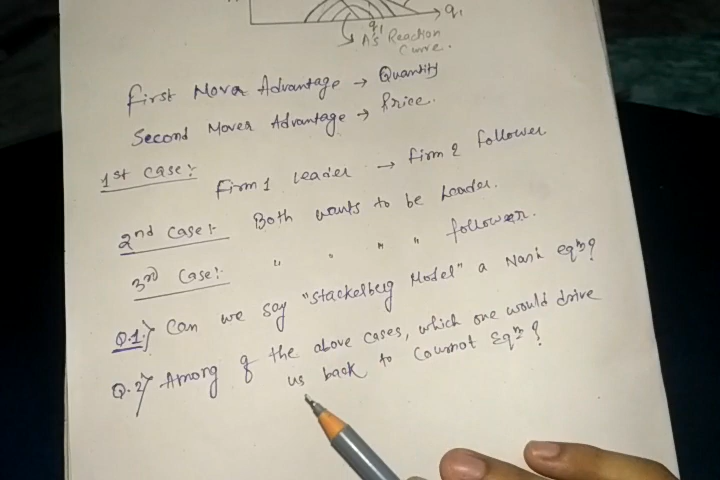 q₁
q₁
A's Reaction
Curve.
First Mover Advantage → Quantity
Second Mover Advantage → Price.
1st Case:- Firm 1 Leader → Firm 2 follower
2nd Case:- Both wants to be Leader.
3rd Case:- " " " " follower.
Q.1.) Can we say "Stackelberg Model" a Nash eqᵐ?
Q.2) Among of the above cases, which one would drive
us back to Cournot Eqᵐ?